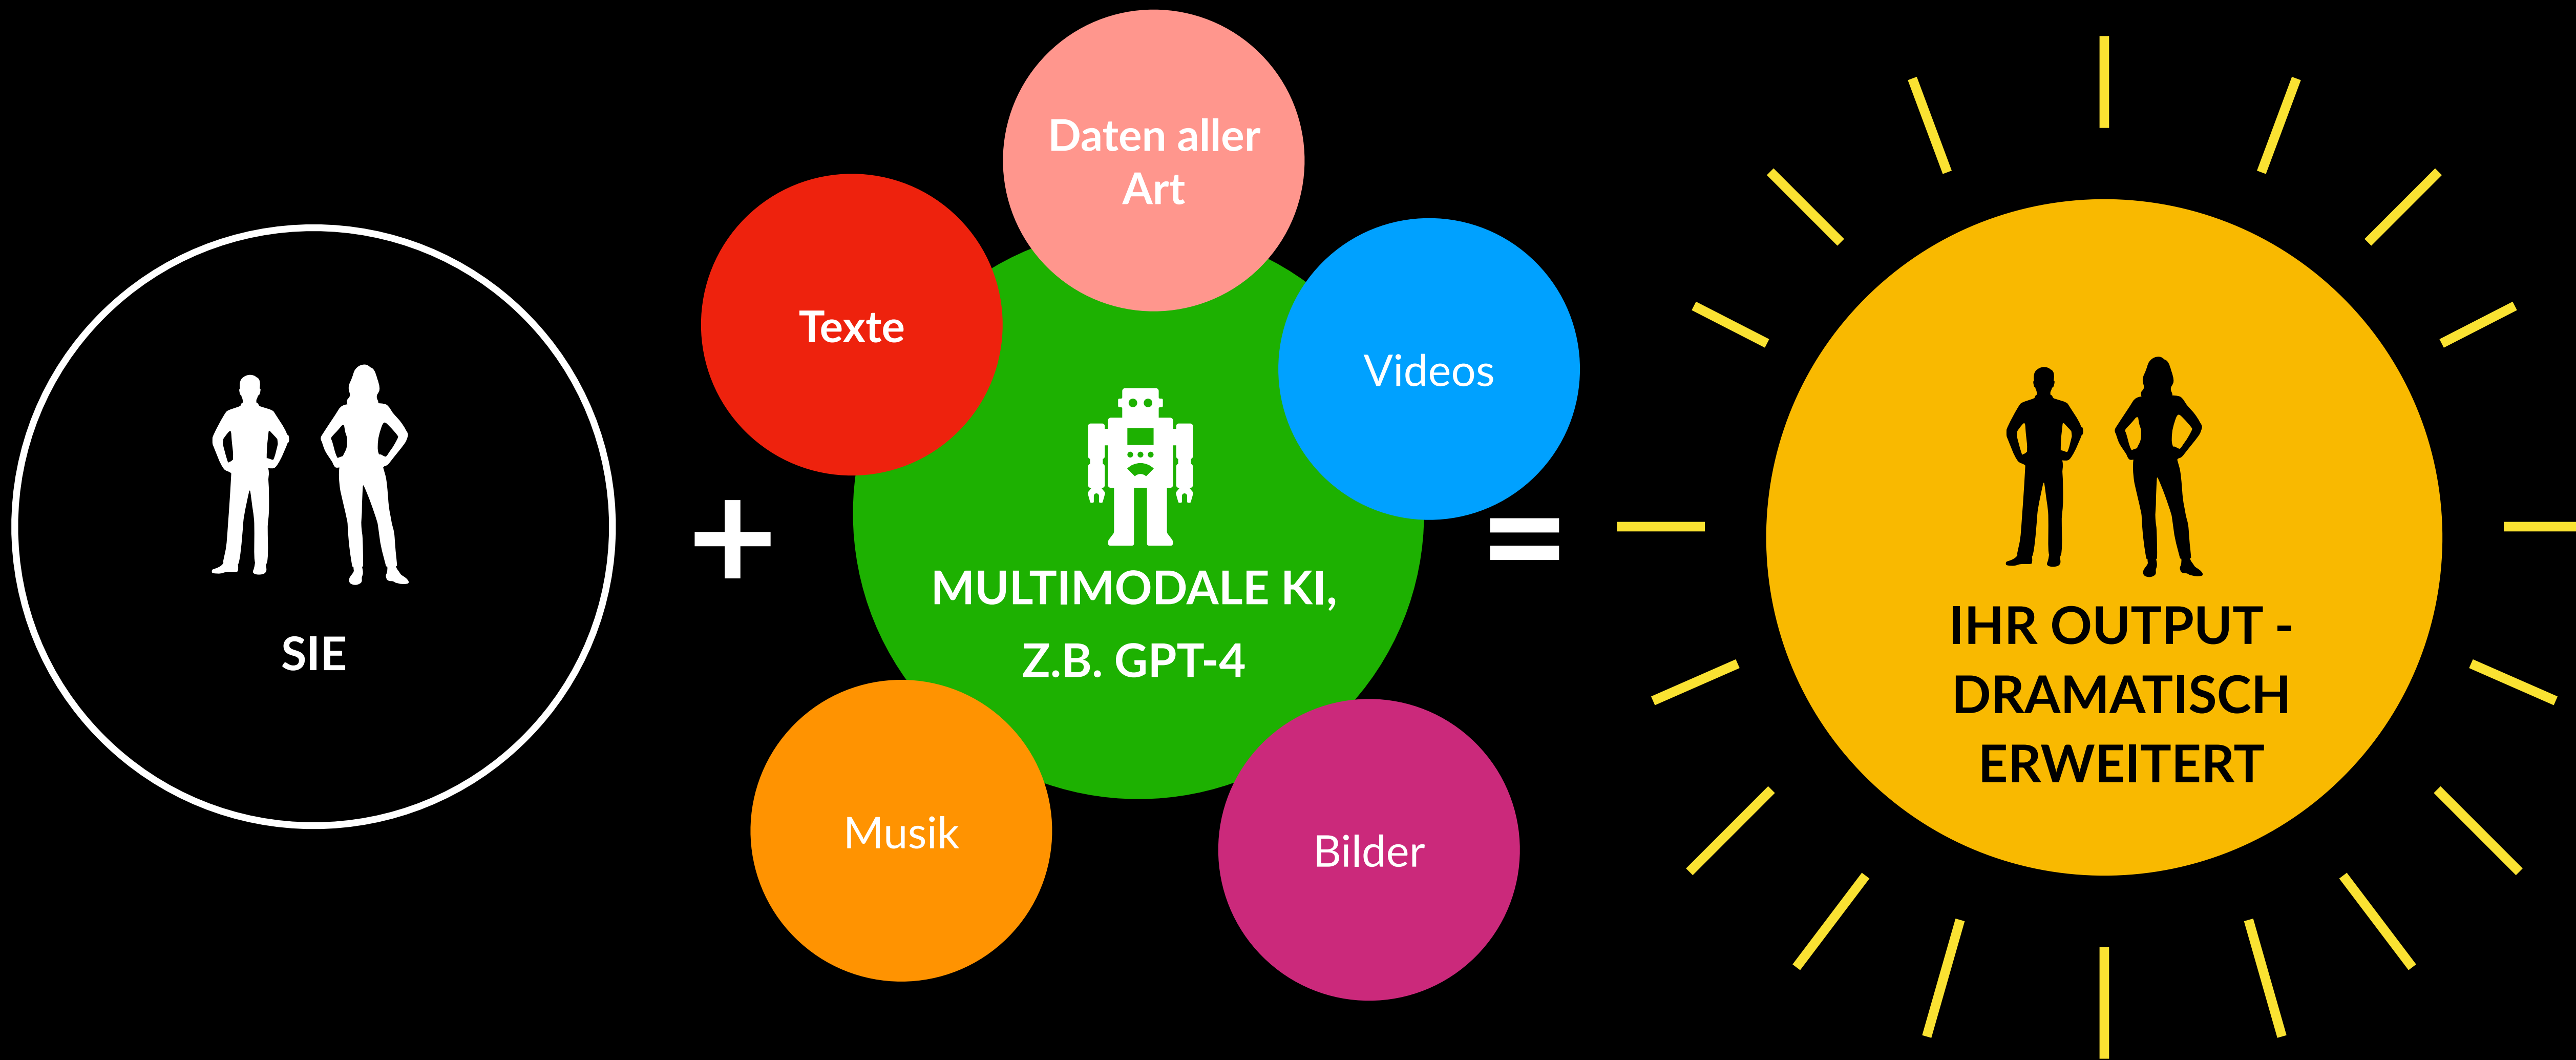 SIE
+
Daten aller
Art
Texte
Videos
MULTIMODALE KI,
Z.B. GPT-4
Musik
Bilder
=
IHR OUTPUT -
DRAMATISCH
ERWEITERT